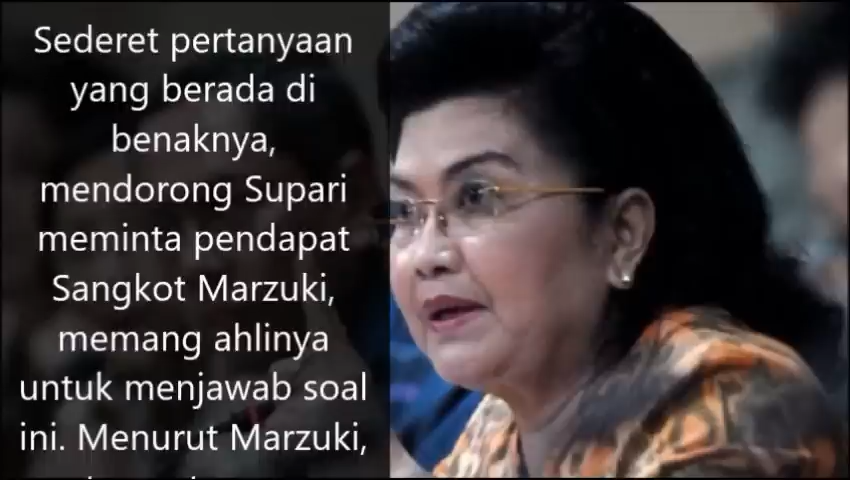 Sederet pertanyaan
yang berada di
benaknya,
mendorong Supari
meminta pendapat
Sangkot Marzuki,
memang ahlinya
untuk menjawab soal
ini. Menurut Marzuki,